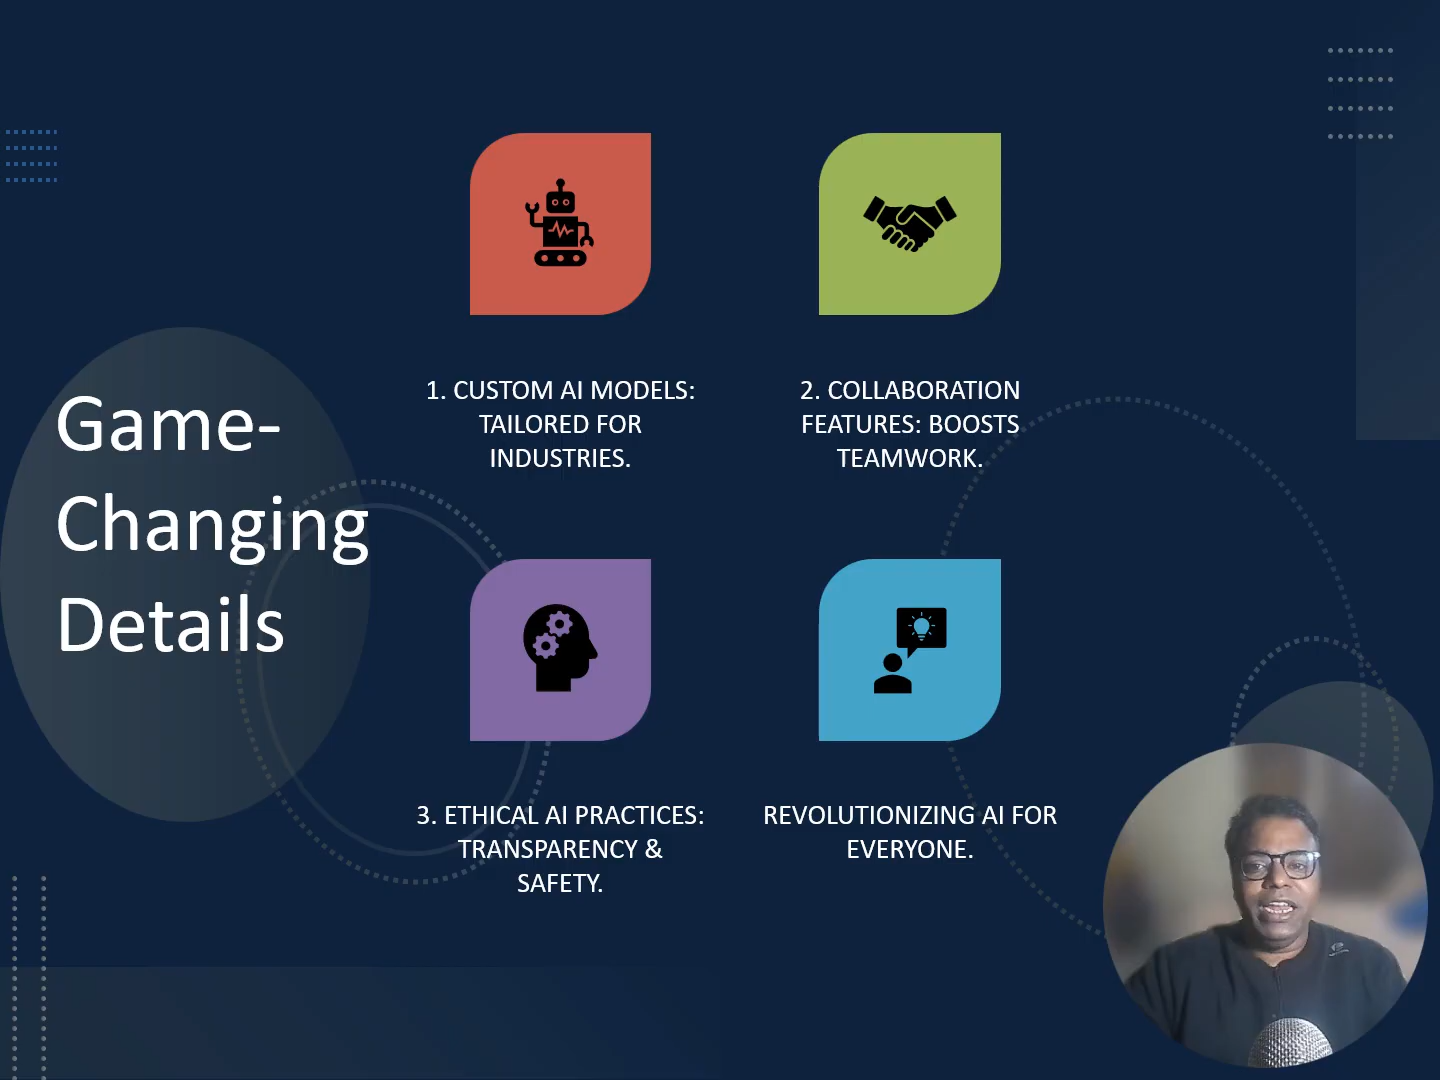 Game-
Changing
Details
1. CUSTOM AI MODELS:
TAILORED FOR
INDUSTRIES.
2. COLLABORATION
FEATURES: BOOSTS
TEAMWORK.
3. ETHICAL AI PRACTICES:
TRANSPARENCY &
SAFETY.
REVOLUTIONIZING AI FOR
EVERYONE.